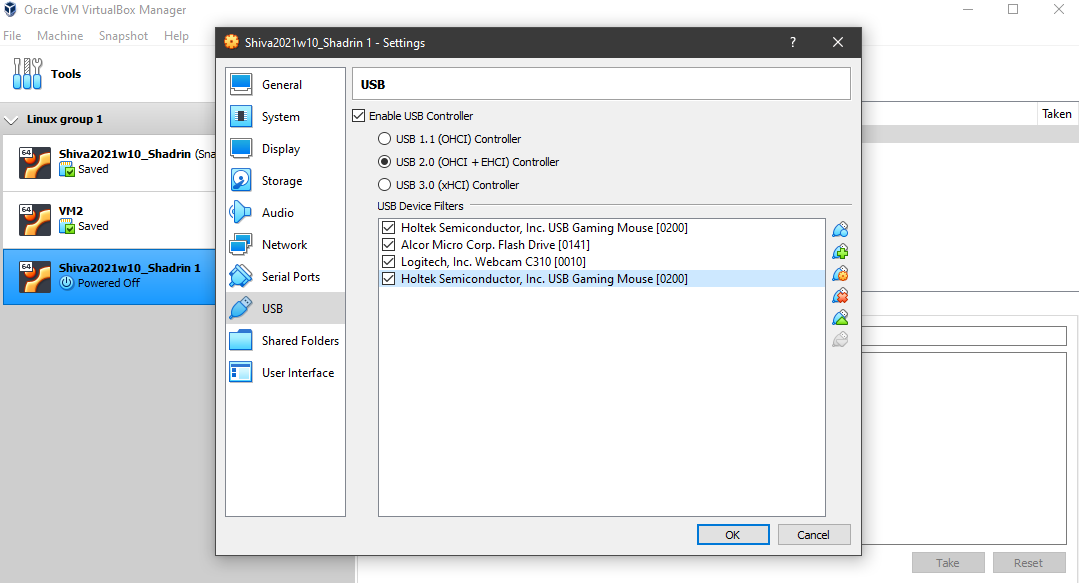 Oracle VM VirtualBox Manager
File Machine Snapshot Help
Tools
Linux group 1
64
Shiva2021w10_Shadrin (Sna
Saved
64
VM2
Saved
64
Shiva2021w10_Shadrin 1
Powered Off
Shiva2021w10_Shadrin 1 - Settings
?
General
System
Display
Storage
Audio
Network
Serial Ports
USB
Shared Folders
User Interface
USB
Enable USB Controller
USB 1.1 (OHCI) Controller
USB 2.0 (OHCI + EHCI) Controller
USB 3.0 (xHCI) Controller
USB Device Filters
Holtek Semiconductor, Inc. USB Gaming Mouse [0200]
Alcor Micro Corp. Flash Drive [0141]
Logitech, Inc. Webcam C310 [0010]
Holtek Semiconductor, Inc. USB Gaming Mouse [0200]
OK Cancel
Taken
Take Reset